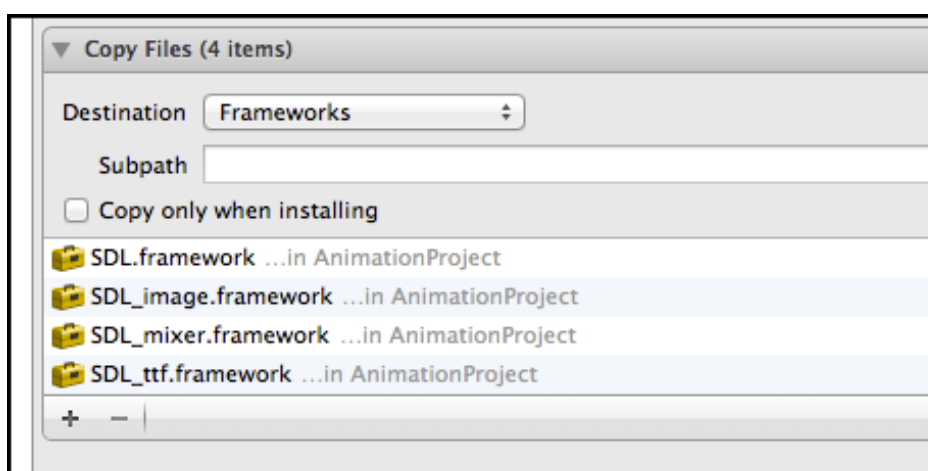 Copy Files (4 items)
Destination Frameworks
Subpath
Copy only when installing
SDL.framework ...in AnimationProject
SDL_image.framework ...in AnimationProject
SDL_mixer.framework ...in AnimationProject
SDL_ttf.framework ...in AnimationProject
+ −